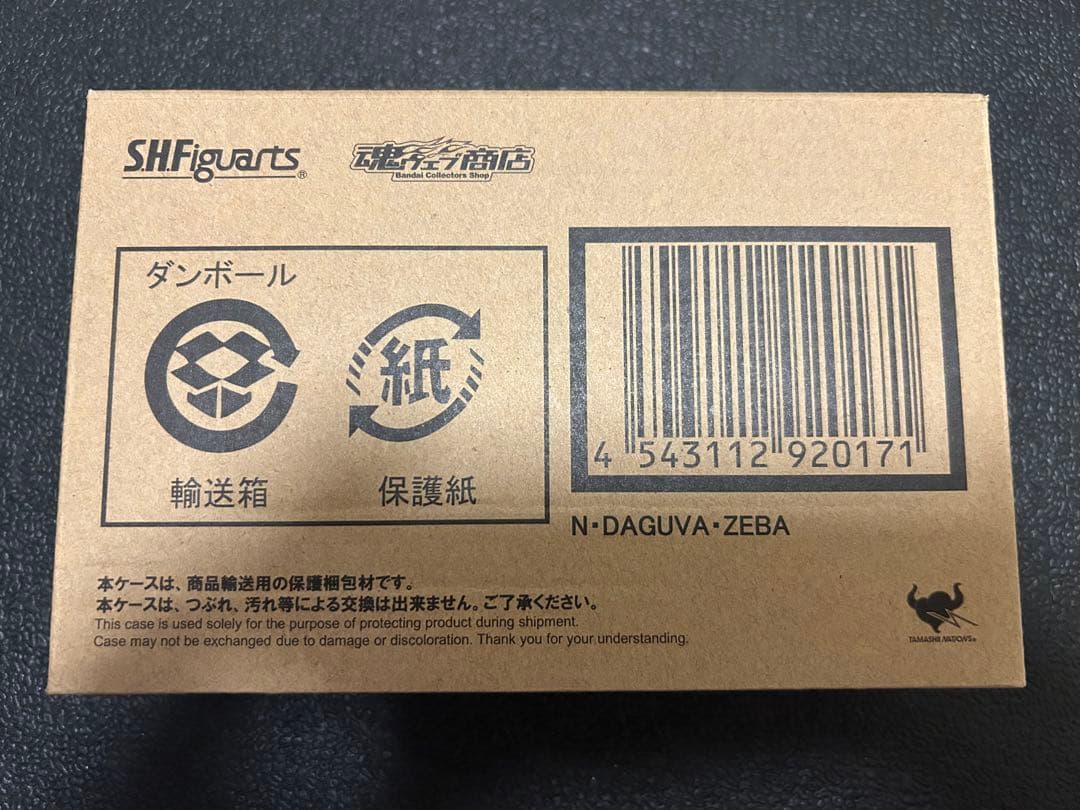 S.H.Figuarts®
魂ウェブ商店
Bandai Collectors Shop
ダンボール
紙
輸送箱
保護紙
4 543112 920171
N・DAGUVA・ZEBA
本ケースは、商品輸送用の保護梱包材です。
本ケースは、つぶれ、汚れ等による交換は出来ません。ご了承ください。
This case is used solely for the purpose of protecting product during shipment.
Case may not be exchanged due to damage or discoloration. Thank you for your understanding.
TAMASHII NATIONS®